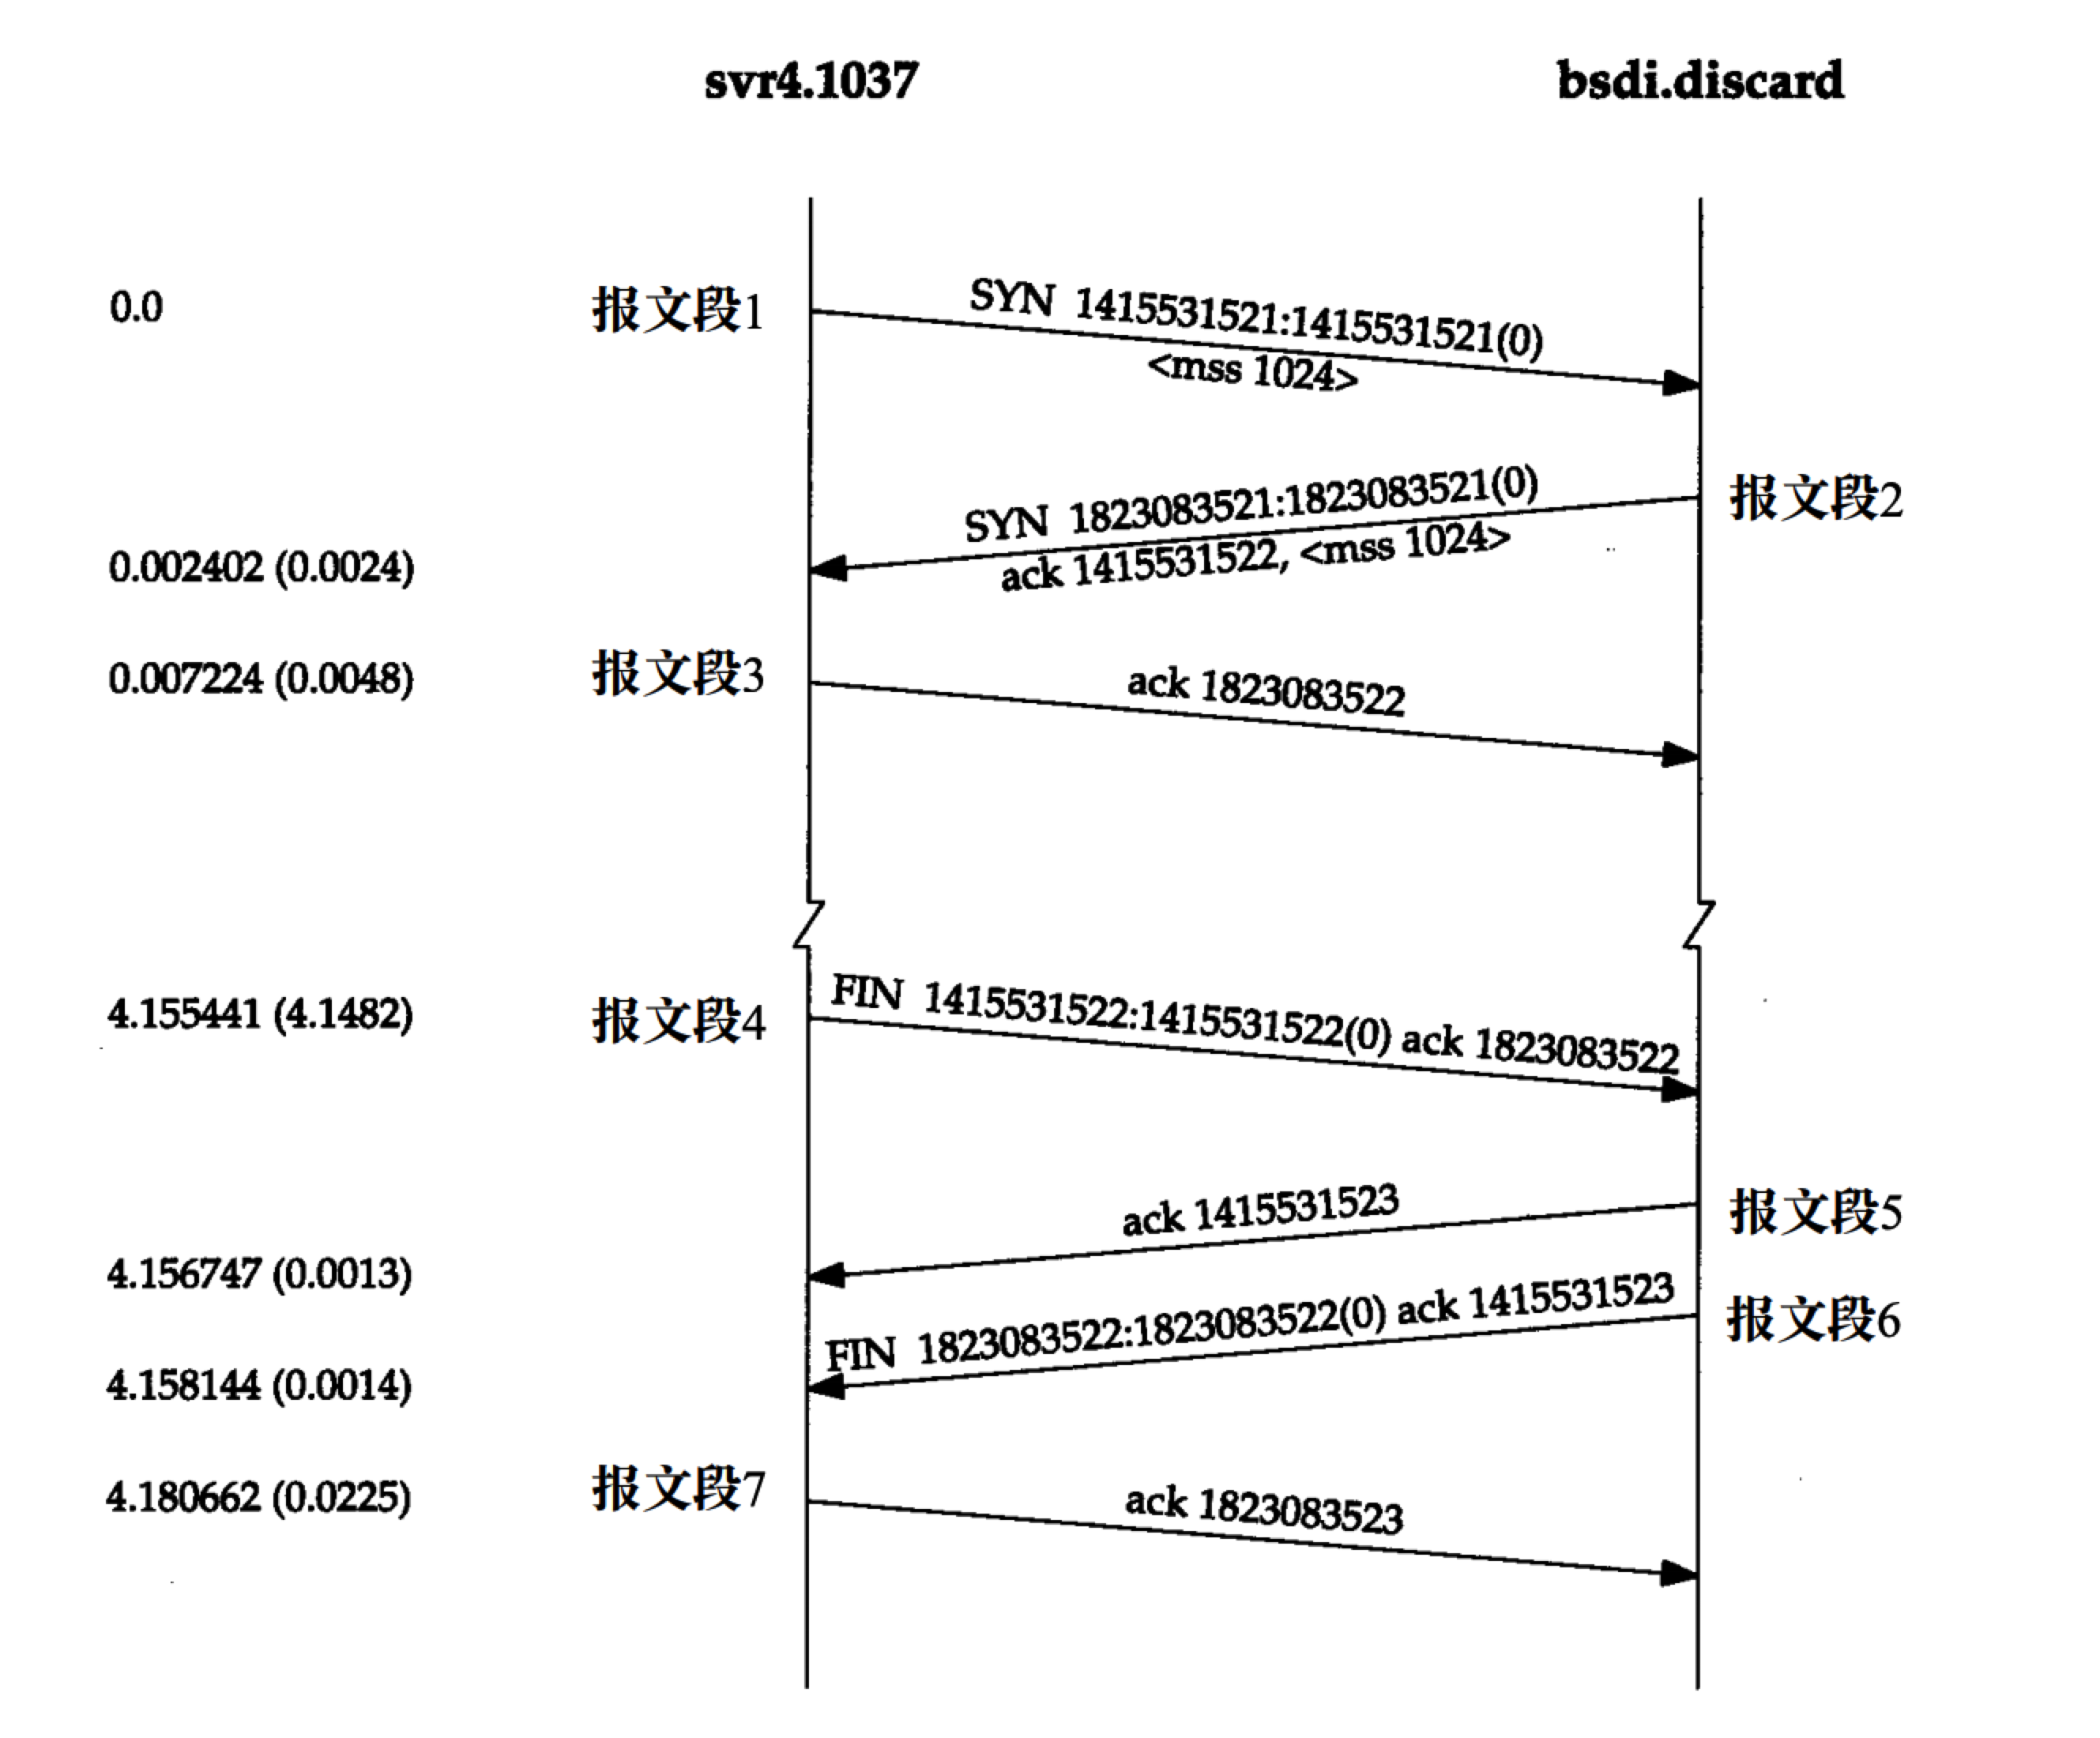 svr4.1037 bsdi.discard
0.0 报文段1 SYN 1415531521:1415531521(0)
<mss 1024>
SYN 1823083521:1823083521(0) 报文段2
0.002402 (0.0024) ack 1415531522, <mss 1024>
0.007224 (0.0048) 报文段3 ack 1823083522
4.155441 (4.1482) 报文段4 FIN 1415531522:1415531522(0) ack 1823083522
ack 1415531523 报文段5
4.156747 (0.0013)
FIN 1823083522:1823083522(0) ack 1415531523 报文段6
4.158144 (0.0014)
4.180662 (0.0225) 报文段7 ack 1823083523